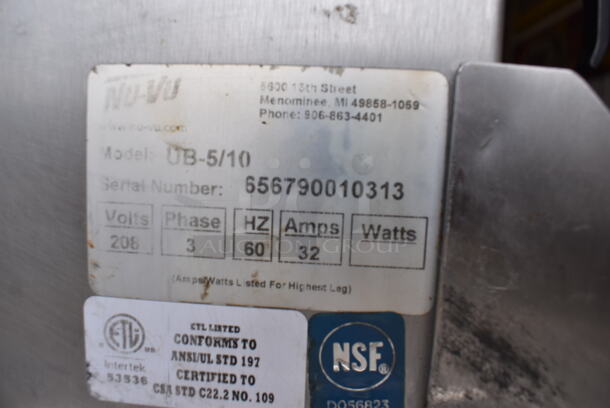 NU-VU
5600 13th Street
Menominee, MI 49858-1059
Phone: 906-863-4401
www.nu-vu.com
Model: UB-5/10
Serial Number: 656790010313
Volts Phase HZ Amps Watts
208 3 60 32
AUCTION GROUP
(Amps/Watts Listed For Highest Leg)
ETL LISTED
CONFORMS TO
ANSI/UL STD 197
CERTIFIED TO
CSA STD C22.2 NO. 109
ETL
Intertek
53536
NSF
D056823